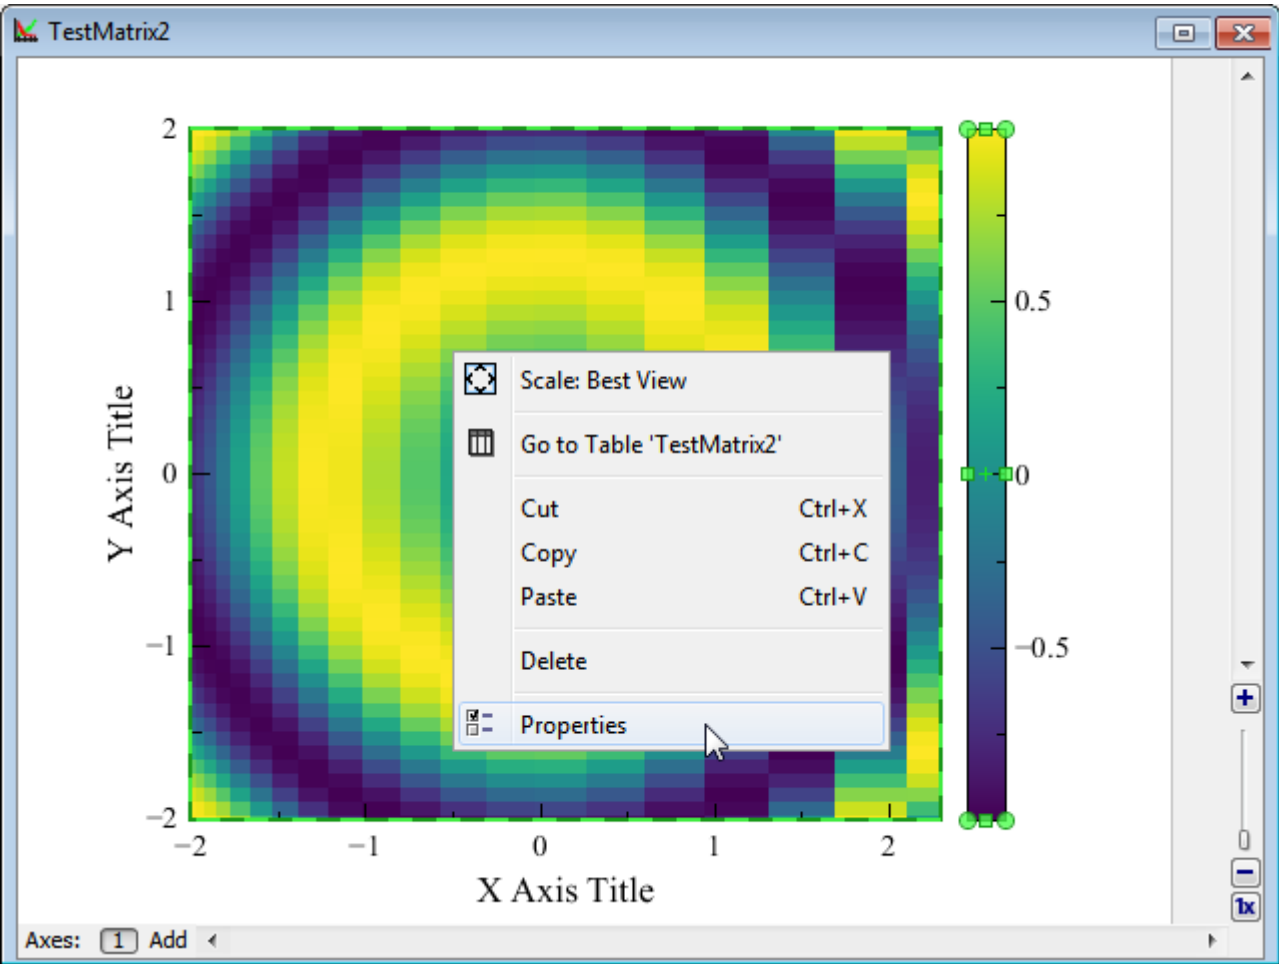 TestMatrix2
2
1
0
−1
−2
Y Axis Title
−2
−1
0
1
2
X Axis Title
0.5
0
−0.5
Scale: Best View
Go to Table 'TestMatrix2'
Cut Ctrl+X
Copy Ctrl+C
Paste Ctrl+V
Delete
Properties
1x
Axes: 1 Add